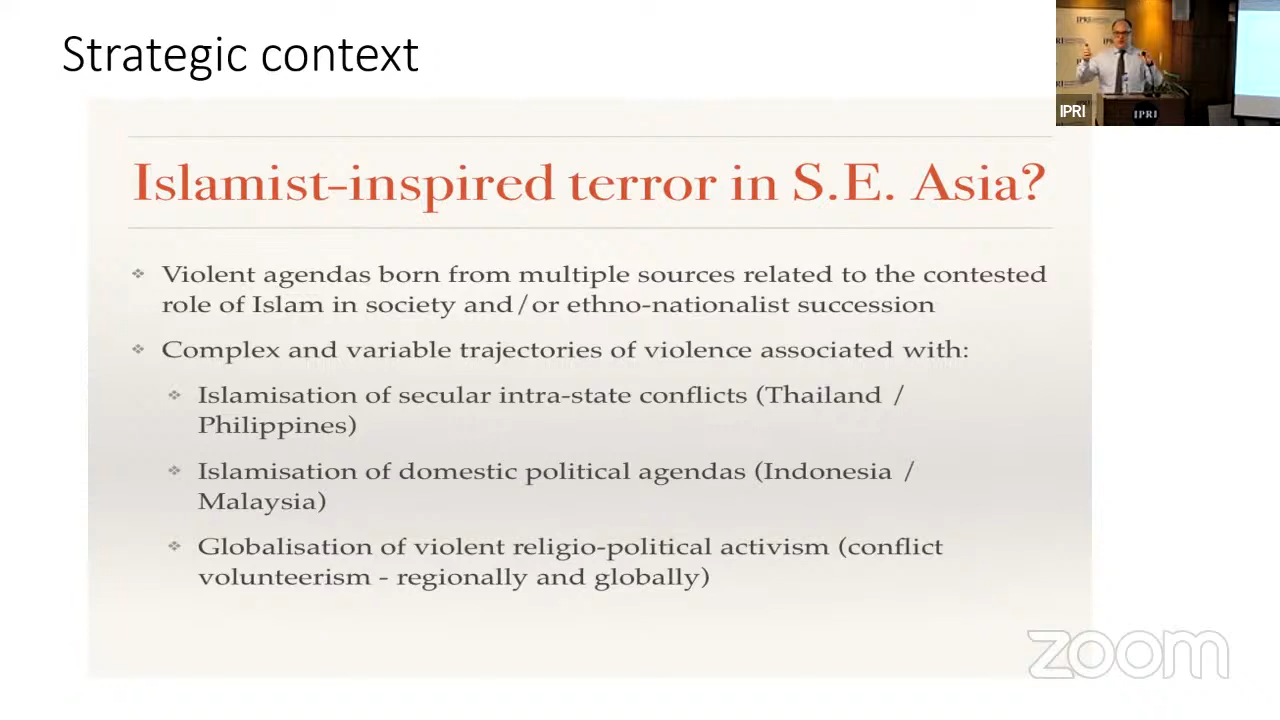 Strategic context
IPRI
IPRI
IPRI
IPRI
Islamist-inspired terror in S.E. Asia?
Violent agendas born from multiple sources related to the contested
role of Islam in society and/or ethno-nationalist succession
Complex and variable trajectories of violence associated with:
Islamisation of secular intra-state conflicts (Thailand /
Philippines)
Islamisation of domestic political agendas (Indonesia /
Malaysia)
Globalisation of violent religio-political activism (conflict
volunteerism - regionally and globally)
zoom